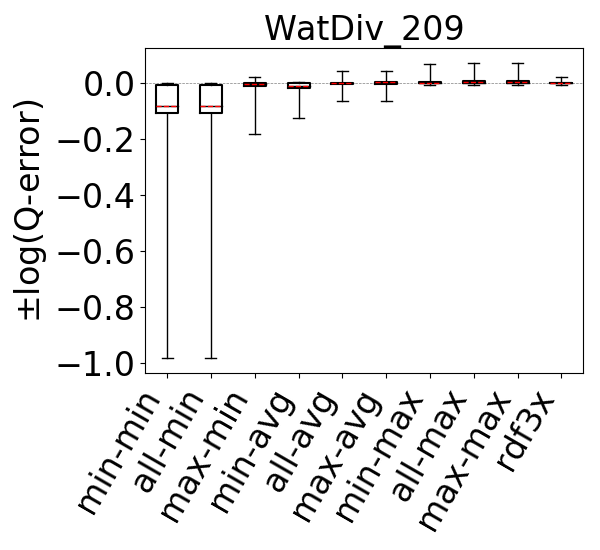 WatDiv_209
±log(Q-error)
0.0
−0.2
−0.4
−0.6
−0.8
−1.0
min-min
all-min
max-min
min-avg
all-avg
max-avg
min-max
all-max
max-max
rdf3x